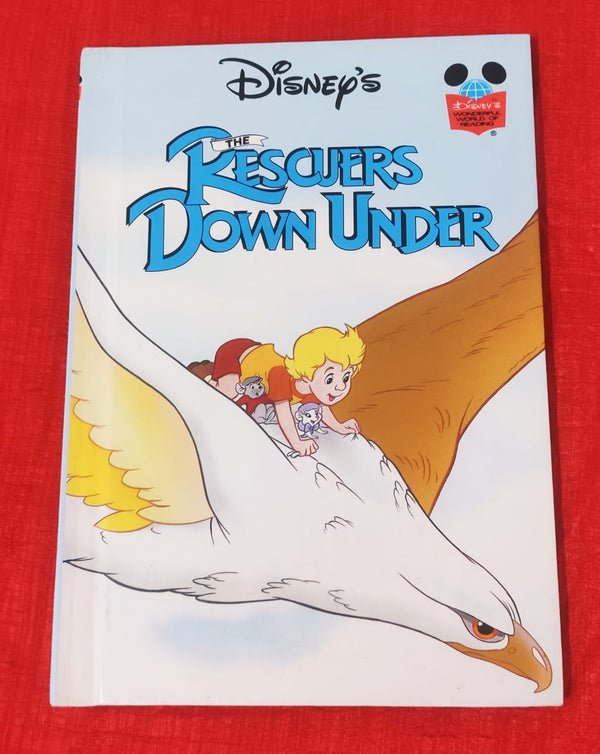 DISNEY'S
THE
RESCUERS
DOWN UNDER
DISNEY'S
WONDERFUL
WORLD OF
READING
®